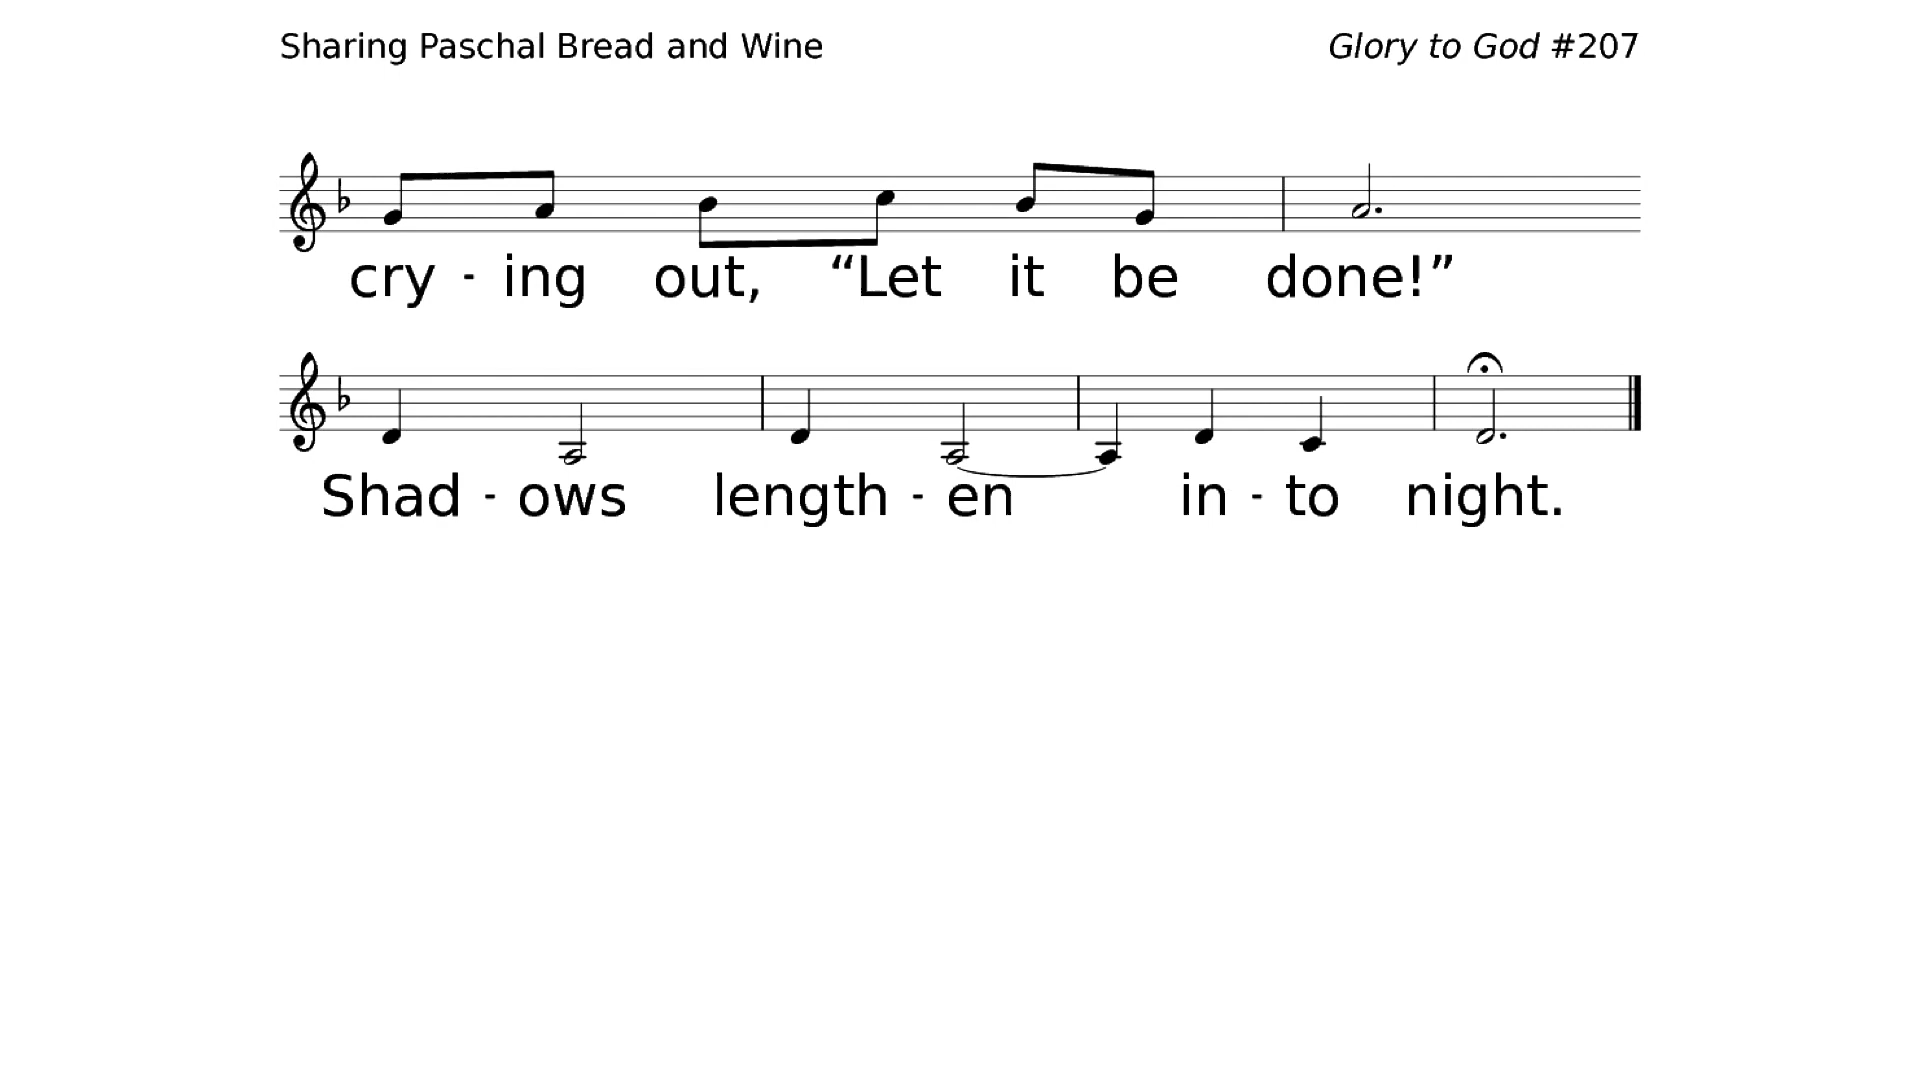 Sharing Paschal Bread and Wine Glory to God #207
cry - ing out, “Let it be done!”
Shad - ows length - en in - to night.